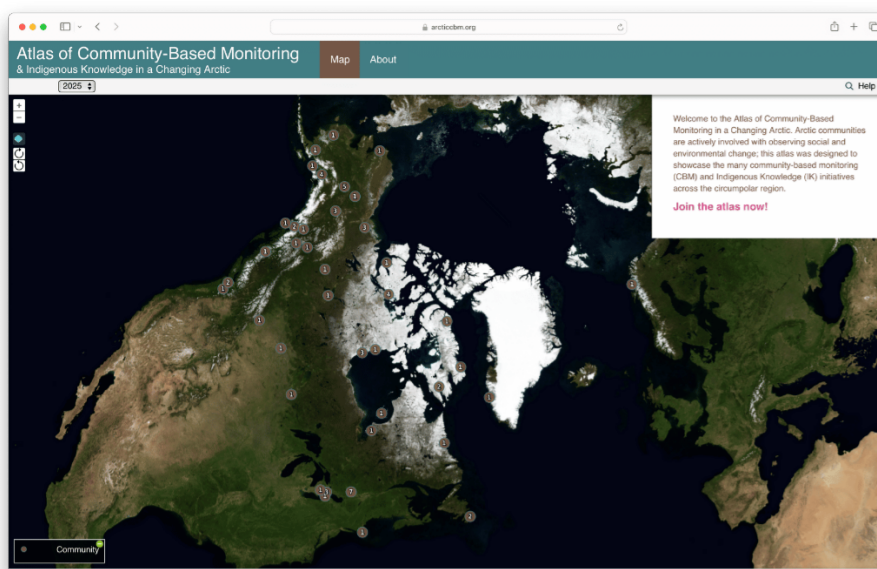 arcticcbm.org
Atlas of Community-Based Monitoring
& Indigenous Knowledge in a Changing Arctic
Map
About
2025
Help
Welcome to the Atlas of Community-Based
Monitoring in a Changing Arctic. Arctic communities
are actively involved with observing social and
environmental change; this atlas was designed to
showcase the many community-based monitoring
(CBM) and Indigenous Knowledge (IK) initiatives
across the circumpolar region.
Join the atlas now!
Community